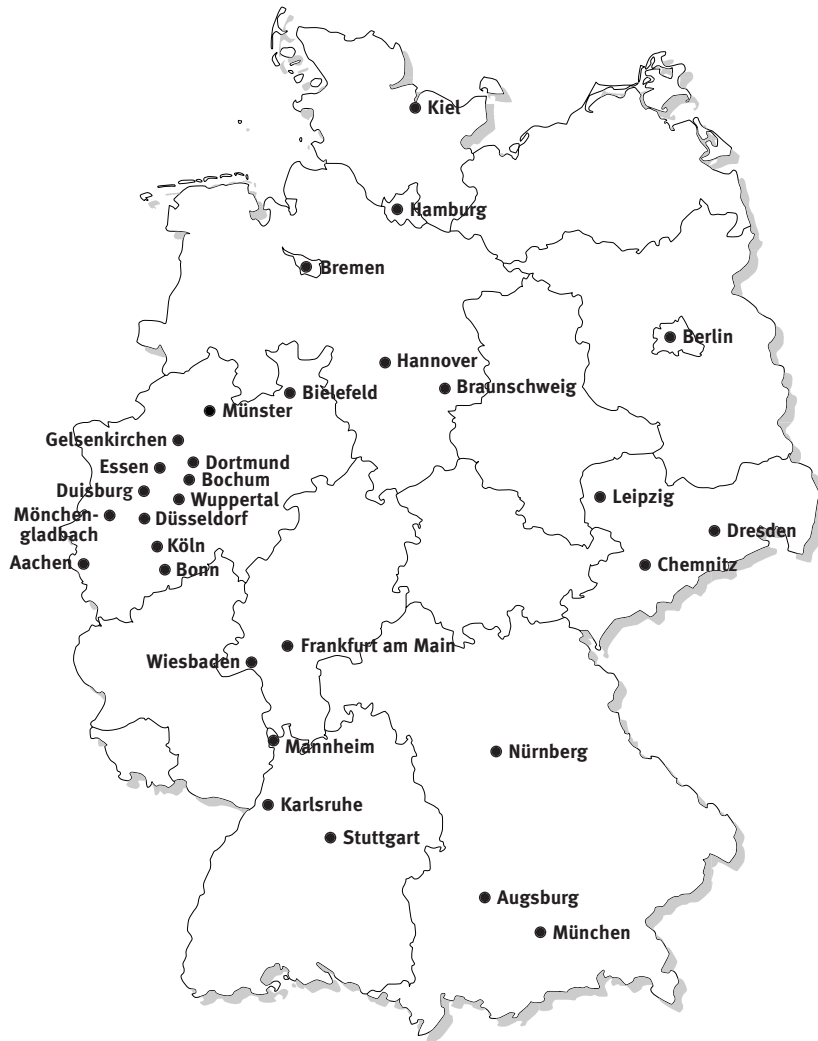 Kiel
Hamburg
Bremen
Berlin
Hannover
Braunschweig
Bielefeld
Münster
Gelsenkirchen
Dortmund
Essen
Bochum
Duisburg
Wuppertal
Leipzig
Mönchen-
gladbach
Düsseldorf
Dresden
Köln
Aachen
Bonn
Chemnitz
Frankfurt am Main
Wiesbaden
Mannheim
Nürnberg
Karlsruhe
Stuttgart
Augsburg
München